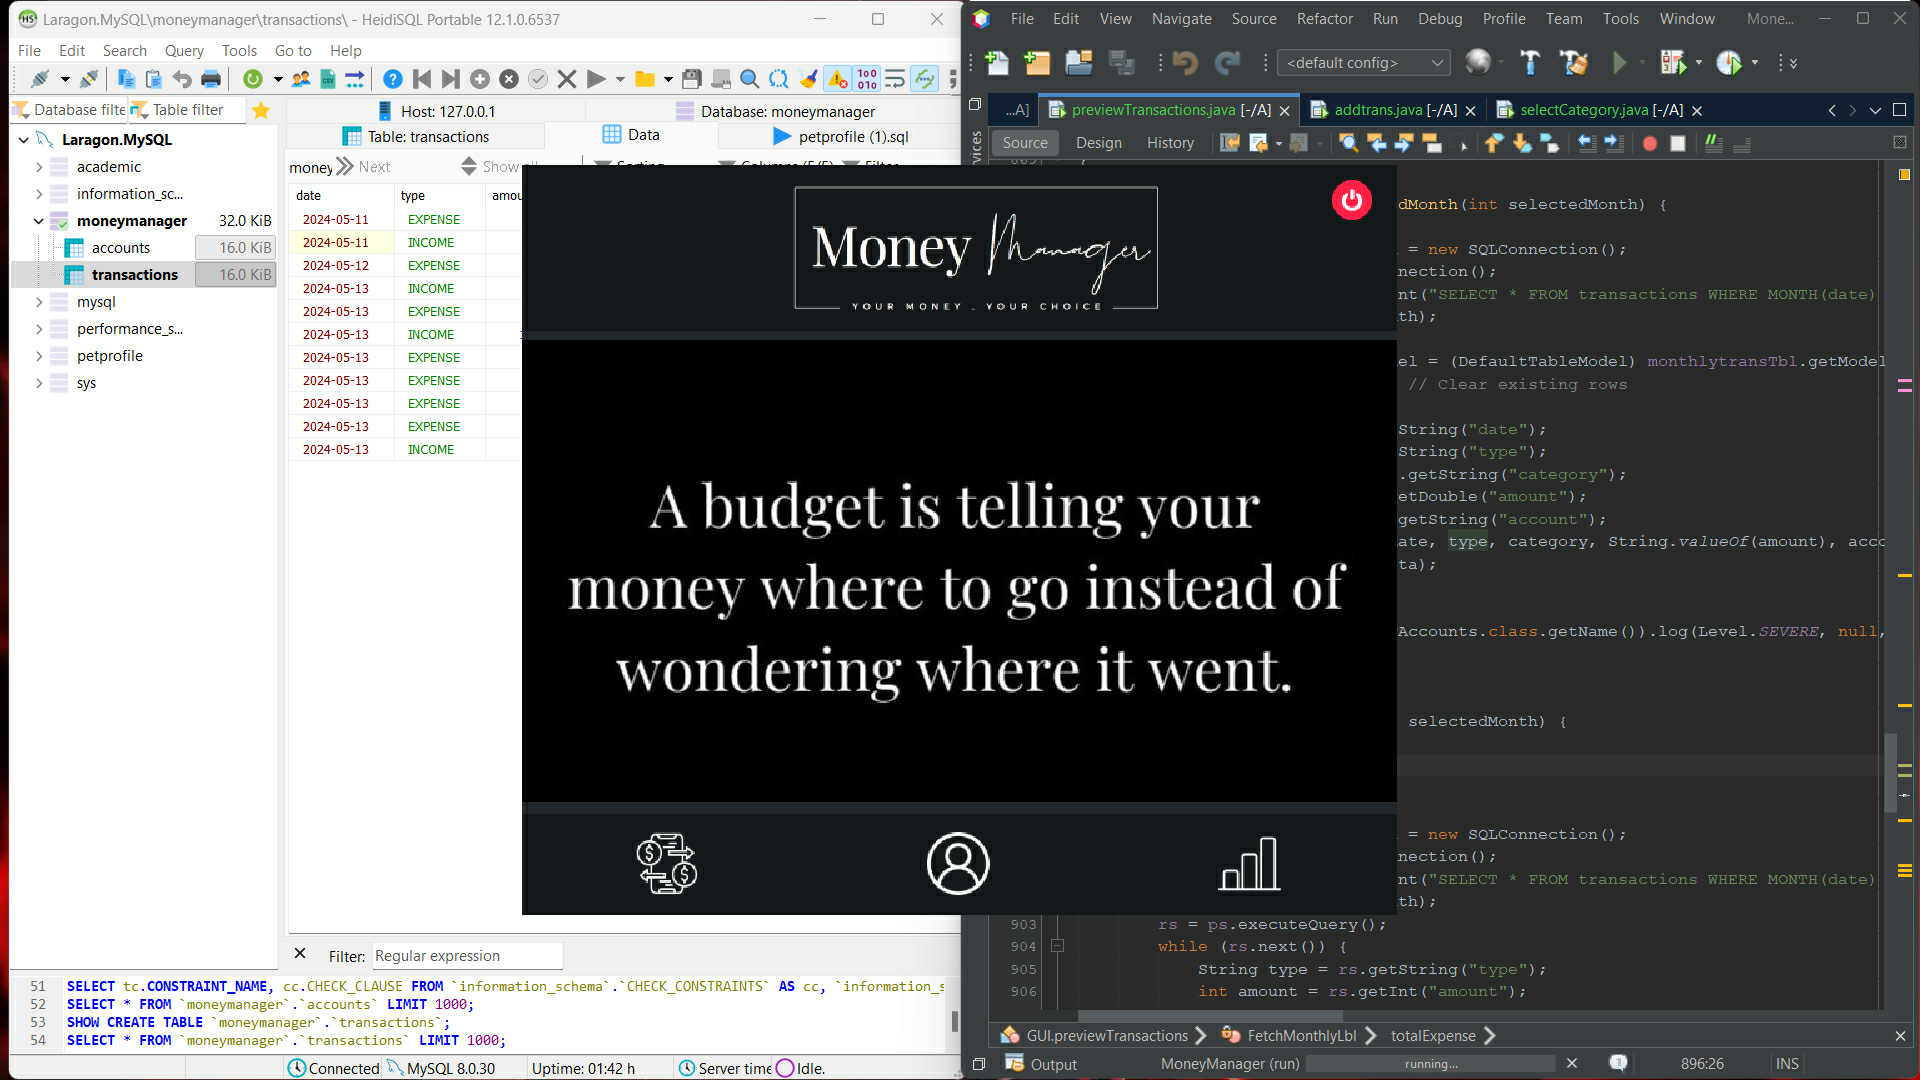 Laragon.MySQL\moneymanager\transactions\ - HeidiSQL Portable 12.1.0.6537
File Edit Search Query Tools Go to Help
Database filte Table filter
Laragon.MySQL
academic
information_sc...
moneymanager 32.0 KiB
accounts 16.0 KiB
transactions 16.0 KiB
mysql
performance_s...
petprofile
sys
Host: 127.0.0.1 Database: moneymanager
Table: transactions Data petprofile (1).sql
money Next Show
date type amou
2024-05-11 EXPENSE
2024-05-11 INCOME
2024-05-12 EXPENSE
2024-05-13 INCOME
2024-05-13 EXPENSE
2024-05-13 INCOME
2024-05-13 EXPENSE
2024-05-13 EXPENSE
2024-05-13 EXPENSE
2024-05-13 EXPENSE
2024-05-13 INCOME
Filter: Regular expression
51 SELECT tc.CONSTRAINT_NAME, cc.CHECK_CLAUSE FROM `information_schema`.`CHECK_CONSTRAINTS` AS cc, `information_s
52 SELECT * FROM `moneymanager`.`accounts` LIMIT 1000;
53 SHOW CREATE TABLE `moneymanager`.`transactions`;
54 SELECT * FROM `moneymanager`.`transactions` LIMIT 1000;
Connected MySQL 8.0.30 Uptime: 01:42 h Server time Idle.
Money Manager
YOUR MONEY . YOUR CHOICE
A budget is telling your
money where to go instead of
wondering where it went.
File Edit View Navigate Source Refactor Run Debug Profile Team Tools Window Mone...
<default config>
...A] previewTransactions.java [-/A] addtrans.java [-/A] selectCategory.java [-/A]
Source Design History
vices
dMonth(int selectedMonth) {
= new SQLConnection();
nection();
nt("SELECT * FROM transactions WHERE MONTH(date)
th);
el = (DefaultTableModel) monthlytransTbl.getModel
// Clear existing rows
String("date");
String("type");
.getString("category");
etDouble("amount");
getString("account");
ate, type, category, String.valueOf(amount), acco
ta);
Accounts.class.getName()).log(Level.SEVERE, null,
selectedMonth) {
= new SQLConnection();
nection();
nt("SELECT * FROM transactions WHERE MONTH(date)
th);
903 rs = ps.executeQuery();
904 while (rs.next()) {
905 String type = rs.getString("type");
906 int amount = rs.getInt("amount");
GUI.previewTransactions FetchMonthlyLbl totalExpense
Output MoneyManager (run) running... 896:26 INS